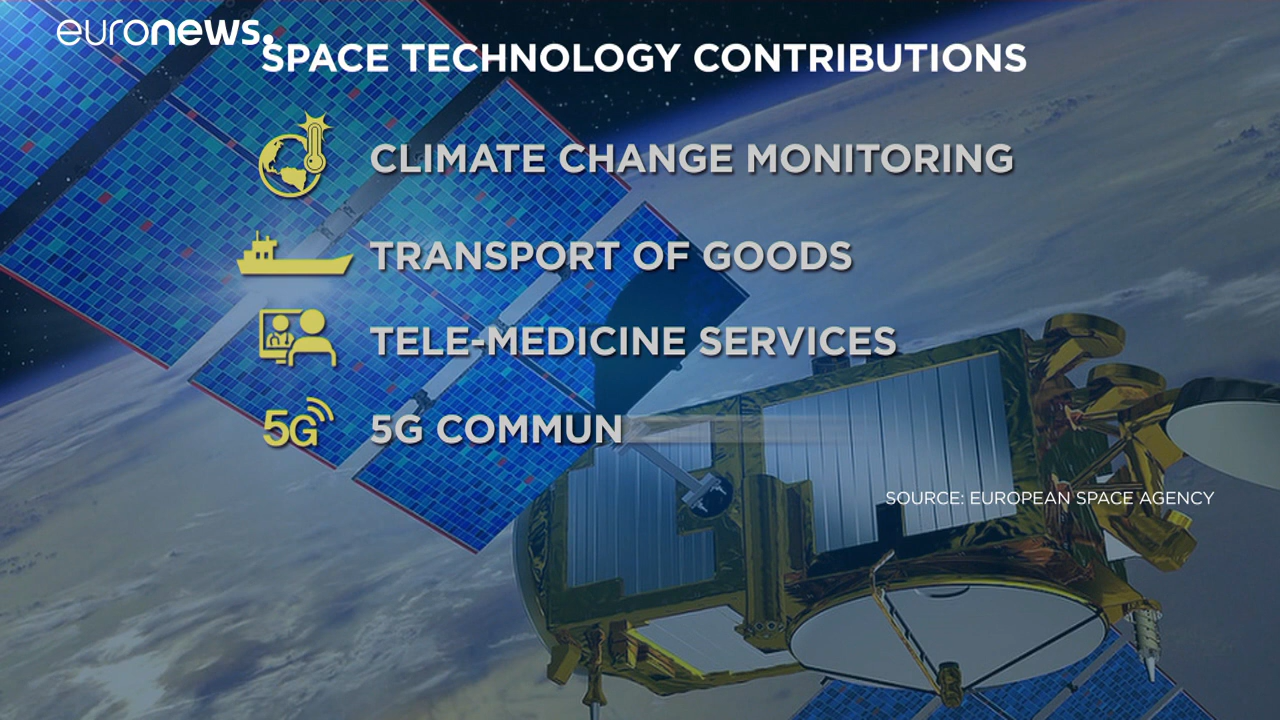 euronews.
SPACE TECHNOLOGY CONTRIBUTIONS
CLIMATE CHANGE MONITORING
TRANSPORT OF GOODS
TELE-MEDICINE SERVICES
5G 5G COMMUN
SOURCE: EUROPEAN SPACE AGENCY